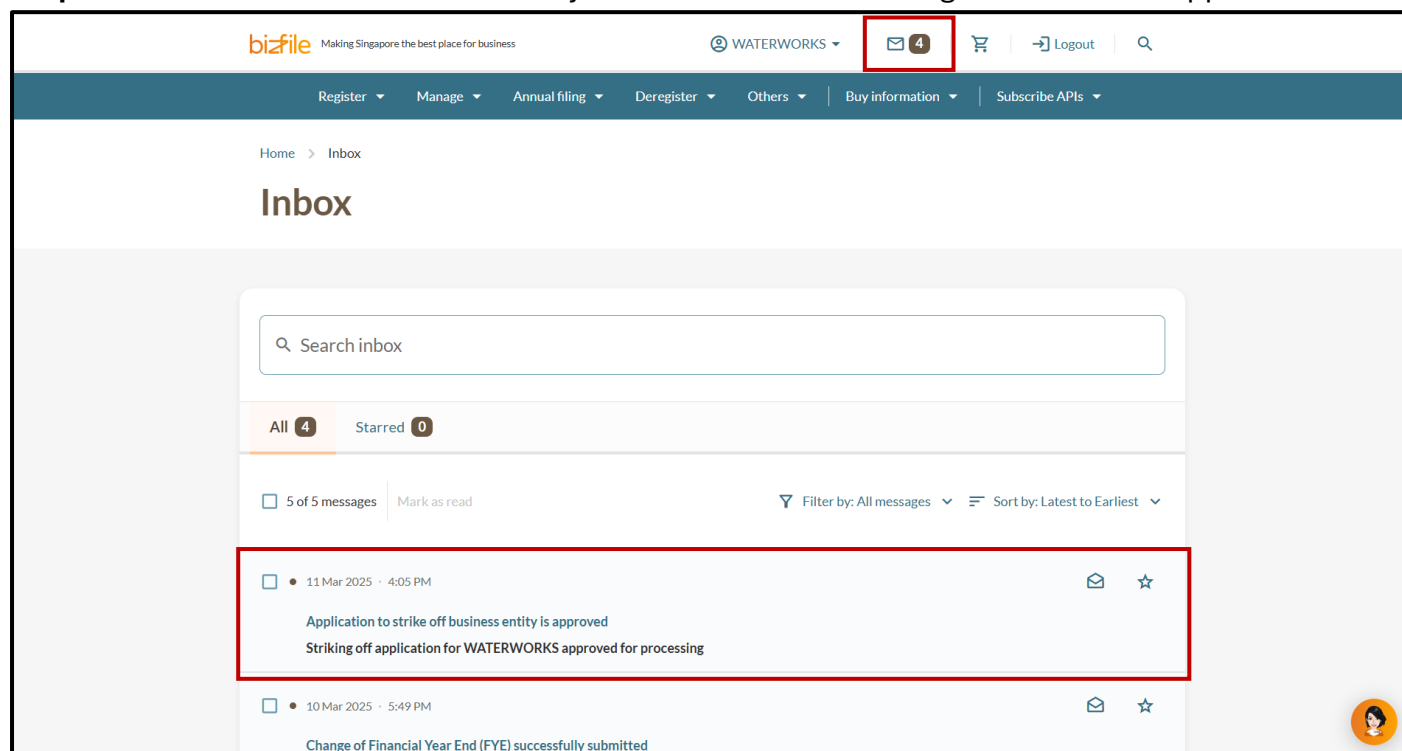 bizfile Making Singapore the best place for business WATERWORKS 4 Logout
Register Manage Annual filing Deregister Others Buy information Subscribe APIs
Home > Inbox
Inbox
Search inbox
All 4 Starred 0
5 of 5 messages Mark as read Filter by: All messages Sort by: Latest to Earliest
11 Mar 2025 · 4:05 PM
Application to strike off business entity is approved
Striking off application for WATERWORKS approved for processing
10 Mar 2025 · 5:49 PM
Change of Financial Year End (FYE) successfully submitted